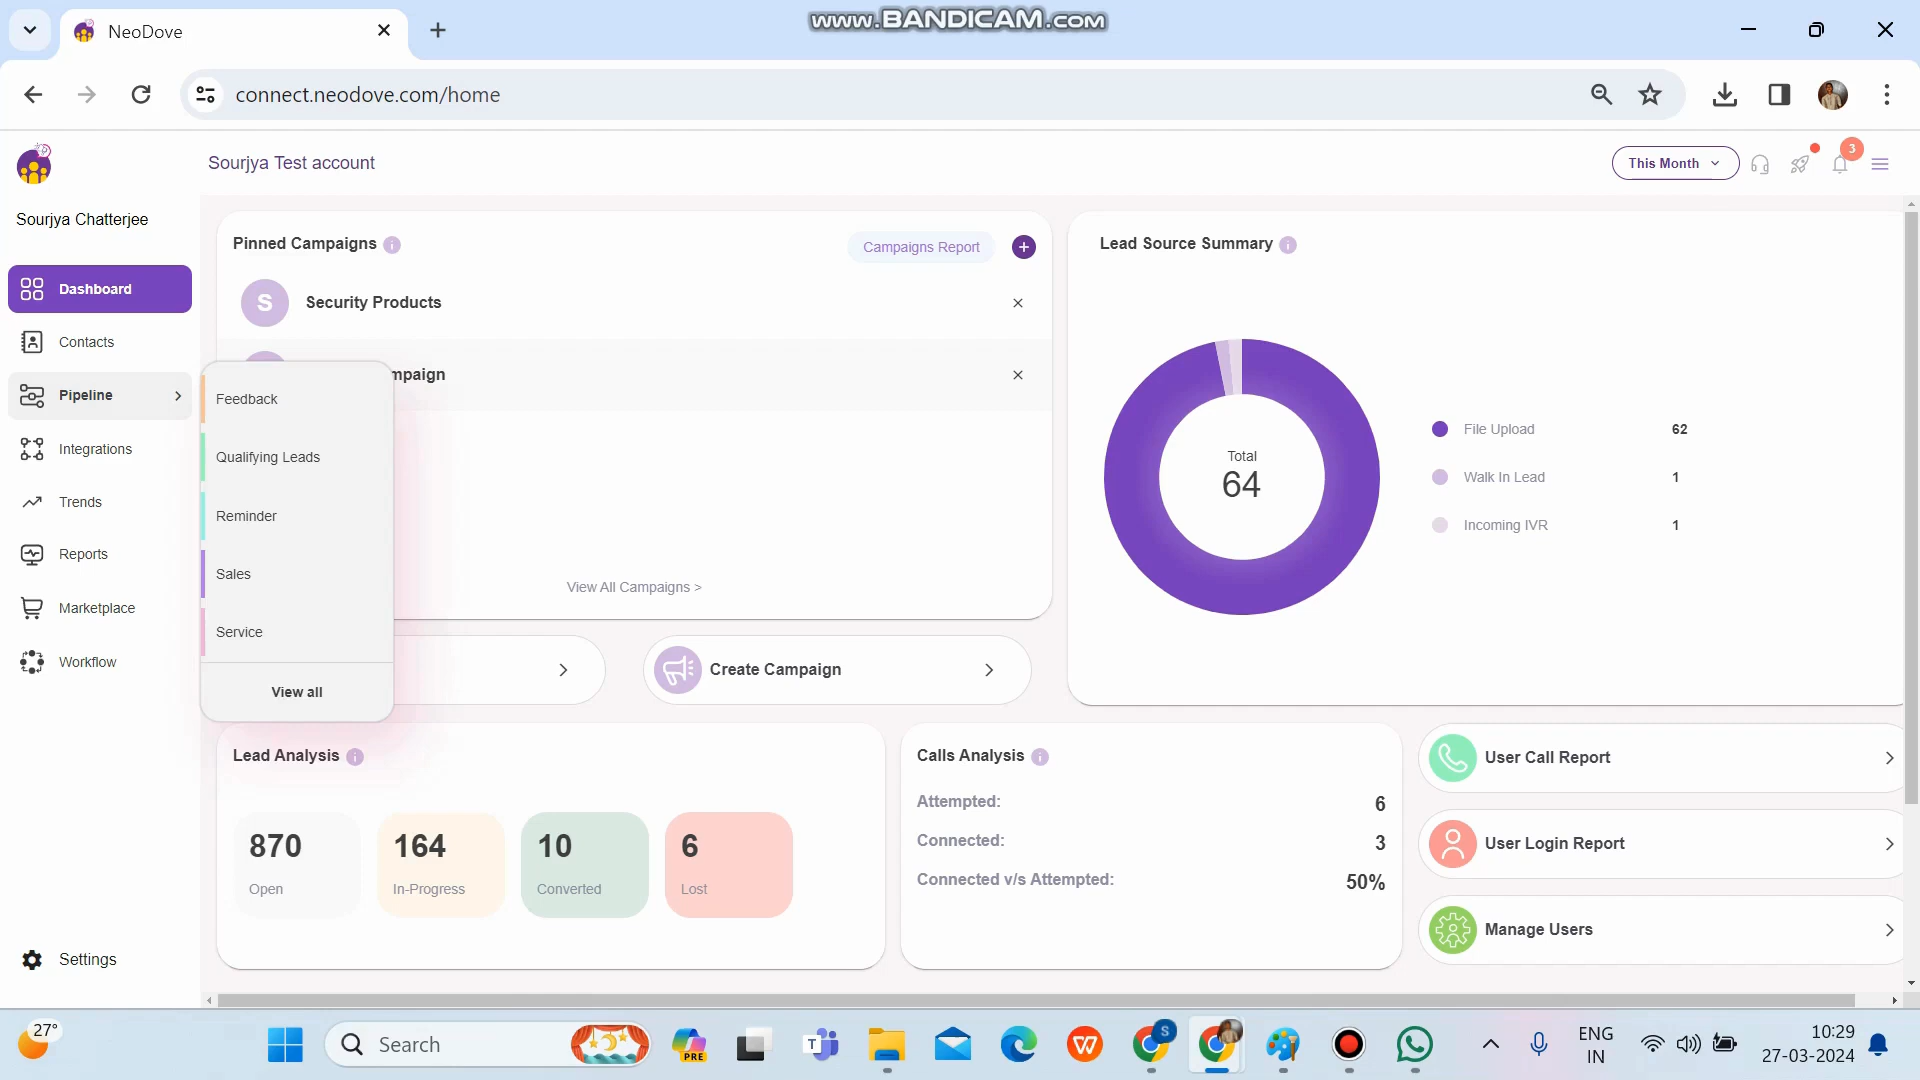 NeoDove
www.BANDICAM.com
connect.neodove.com/home
Sourjya Test account
This Month
3
Sourjya Chatterjee
Dashboard
Contacts
Pipeline
Integrations
Trends
Reports
Marketplace
Workflow
Settings
Feedback
Qualifying Leads
Reminder
Sales
Service
View all
Pinned Campaigns
Campaigns Report
S
Security Products
mpaign
View All Campaigns >
Create Campaign
Lead Source Summary
Total
64
File Upload 62
Walk In Lead 1
Incoming IVR 1
Lead Analysis
870
Open
164
In-Progress
10
Converted
6
Lost
Calls Analysis
Attempted: 6
Connected: 3
Connected v/s Attempted: 50%
User Call Report
User Login Report
Manage Users
27°
Search
PRE
S
ENG
IN
10:29
27-03-2024